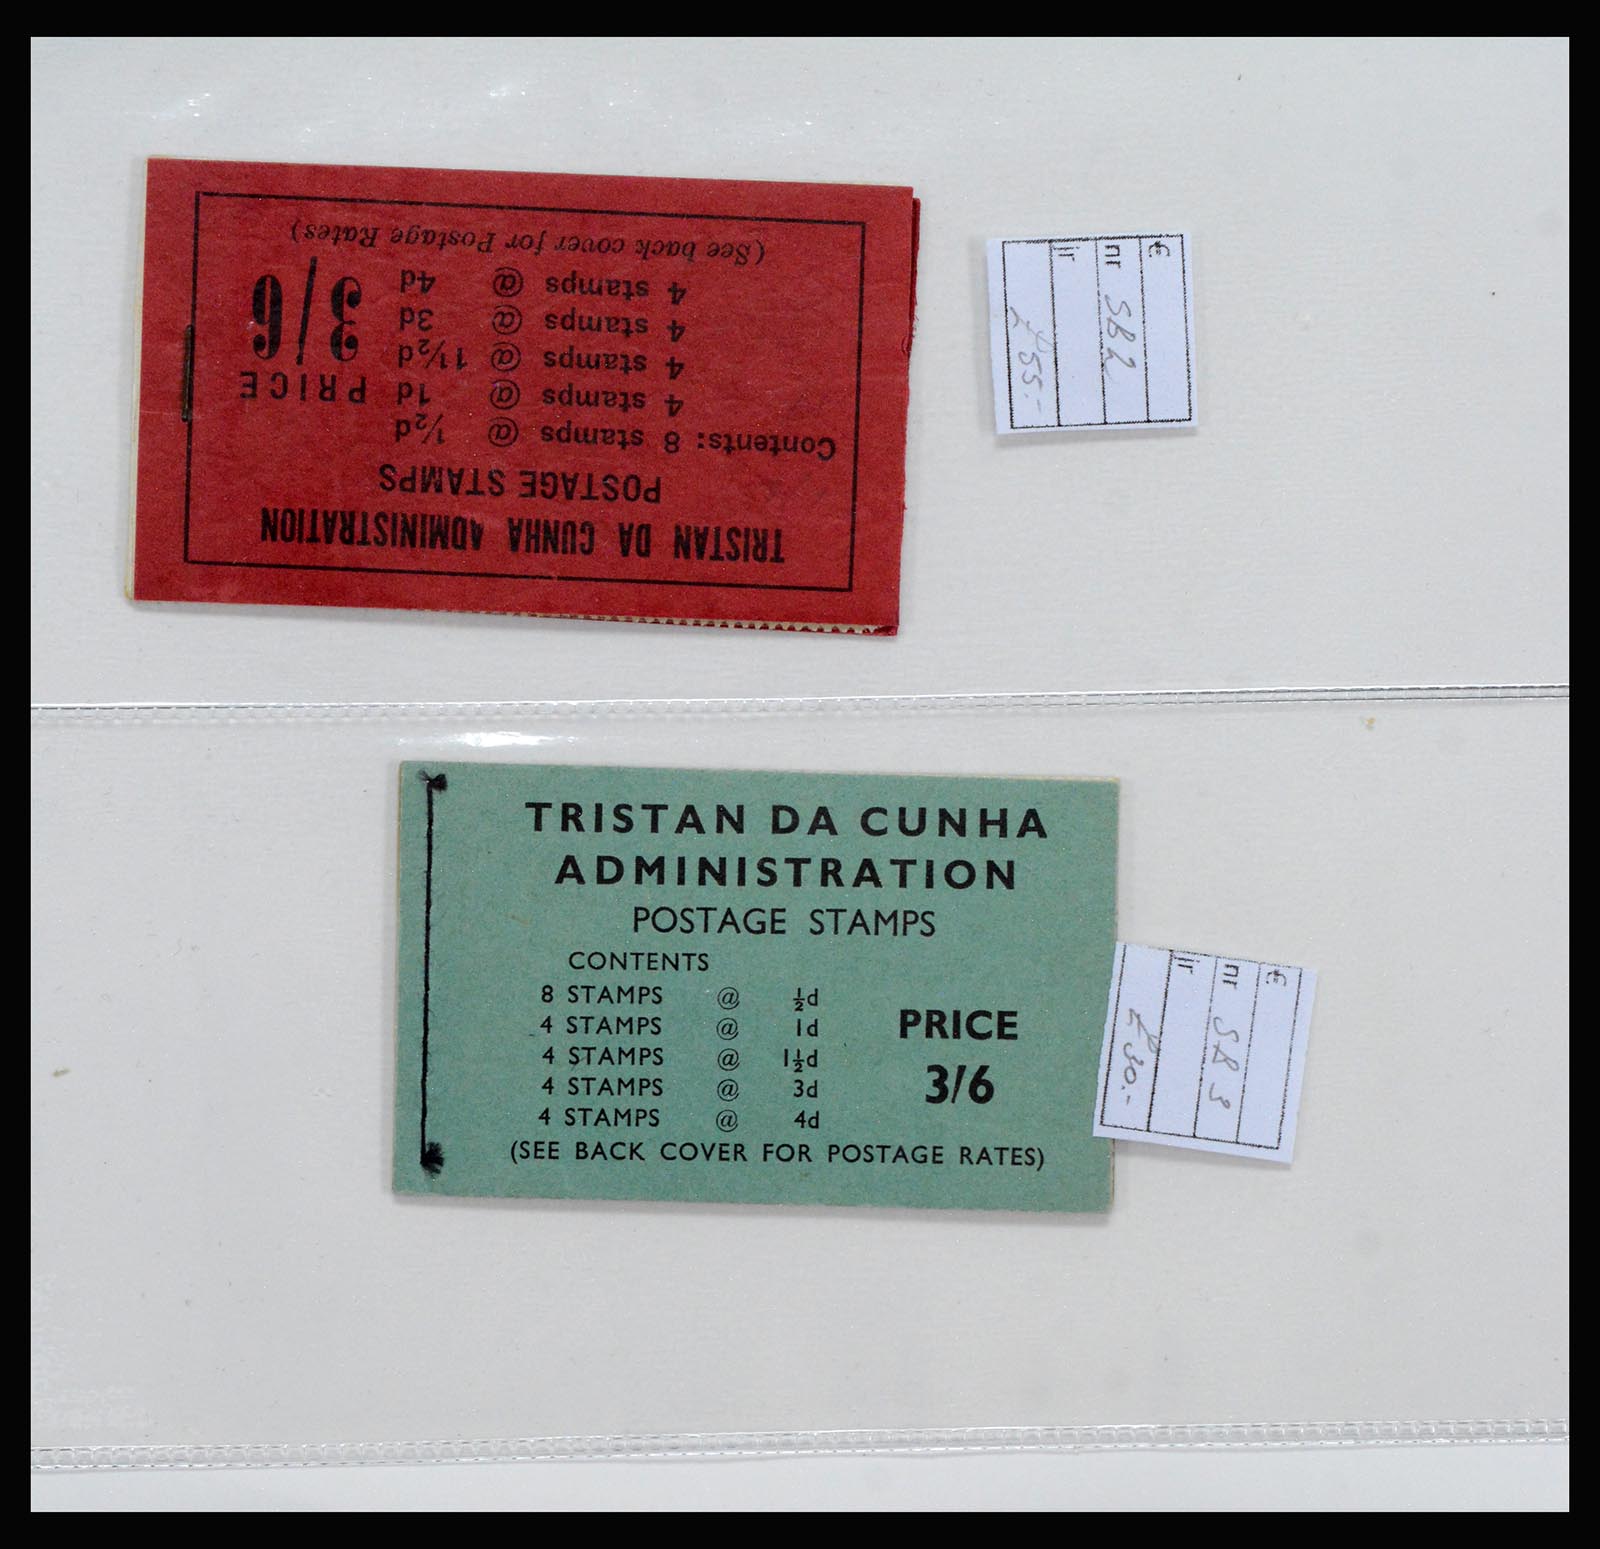 TRISTAN DA CUNHA ADMINISTRATION
POSTAGE STAMPS
Contents: 8 stamps @ ½d
4 stamps @ 1d
4 stamps @ 1½d
4 stamps @ 3d
4 stamps @ 4d
PRICE
3/6
(See back cover for Postage Rates)
€
nr SB2
jr
£55.-
TRISTAN DA CUNHA
ADMINISTRATION
POSTAGE STAMPS
CONTENTS
8 STAMPS @ ½d
4 STAMPS @ 1d
4 STAMPS @ 1½d
4 STAMPS @ 3d
4 STAMPS @ 4d
PRICE
3/6
(SEE BACK COVER FOR POSTAGE RATES)
€
nr SB3
jr
£30.-